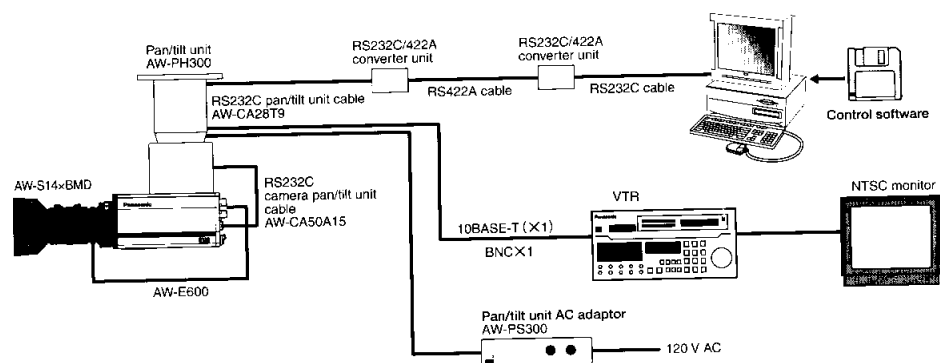 Pan/tilt unit
AW-PH300
RS232C/422A
converter unit
RS232C/422A
converter unit
RS232C pan/tilt unit cable
AW-CA28T9
RS422A cable
RS232C cable
Control software
AW-S14×BMD
Panasonic
RS232C
camera pan/tilt unit
cable
AW-CA50A15
AW-E600
10BASE-T (×1)
BNC×1
VTR
Panasonic
NTSC monitor
Pan/tilt unit AC adaptor
AW-PS300
120 V AC